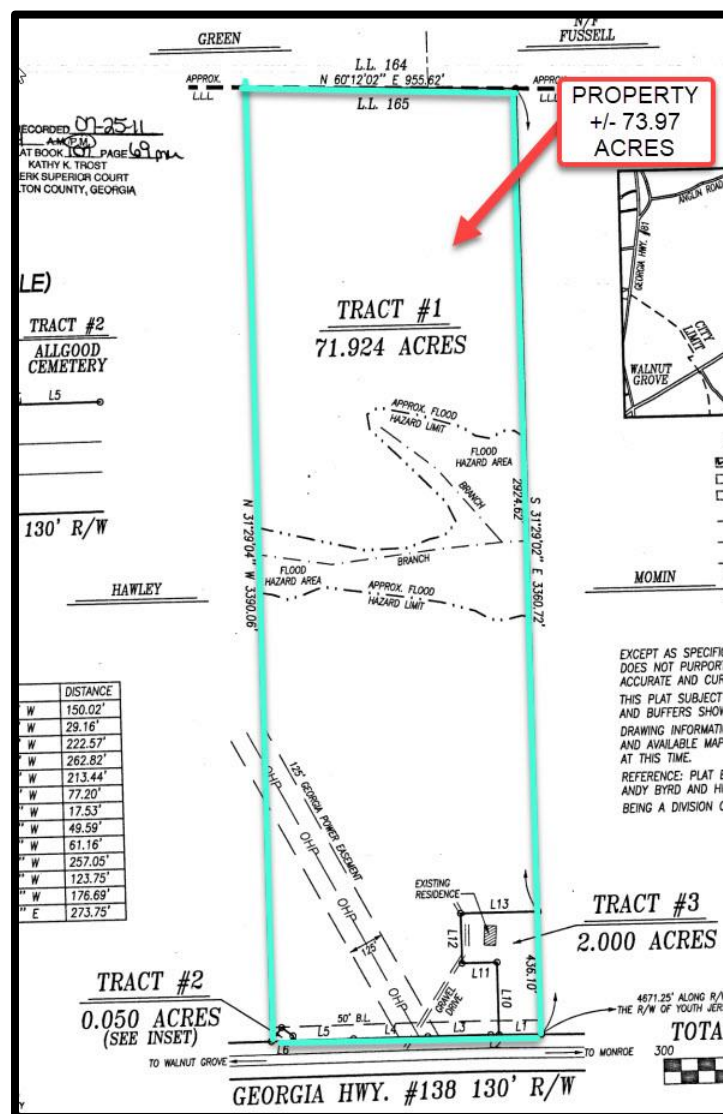 GREEN
N/F
FUSSELL
L.L. 164
APPROX.
N 60°12'02" E 955.62'
APPROX.
L.L.L.
L.L. 165
L.L.L.
PROPERTY
+/- 73.97
ACRES
RECORDED 07-25-11
A.M. P.M.
AT BOOK 107 PAGE 69
KATHY K. TROST
ERK SUPERIOR COURT
LTON COUNTY, GEORGIA
ANGLIN ROAD
GEORGIA HWY. #81
CITY
LIMIT
WALNUT
GROVE
LE)
TRACT #2
ALLGOOD
CEMETERY
L5
130' R/W
TRACT #1
71.924 ACRES
APPROX. FLOOD
HAZARD LIMIT
FLOOD
HAZARD AREA
BRANCH
2924.62'
S 31°29'02" E 3360.72'
N 31°29'04" W 3390.06'
BRANCH
FLOOD
HAZARD AREA
APPROX. FLOOD
HAZARD LIMIT
HAWLEY
MOMIN
DISTANCE
W 150.02'
W 29.16'
W 222.57'
W 262.82'
W 213.44'
W 77.20'
" W 17.53'
" W 49.59'
" W 61.16'
" W 257.05'
" W 123.75'
" W 176.69'
" E 273.75'
EXCEPT AS SPECIFIC
DOES NOT PURPORT
ACCURATE AND CUR
THIS PLAT SUBJECT
AND BUFFERS SHOW
DRAWING INFORMATI
AND AVAILABLE MAP
AT THIS TIME.
REFERENCE: PLAT B
ANDY BYRD AND H
BEING A DIVISION O
125' GEORGIA POWER EASEMENT
OHP
OHP
OHP
OHP
125'
EXISTING
RESIDENCE
L13
L12
L11
L10
436.10'
GRAVEL
DRIVE
TRACT #3
2.000 ACRES
TRACT #2
0.050 ACRES
(SEE INSET)
50' B.L.
L5
L4
L3
L1
L6
L2
4671.25' ALONG R/W
THE R/W OF YOUTH JER
TOTA
300
TO WALNUT GROVE
TO MONROE
GEORGIA HWY. #138 130' R/W